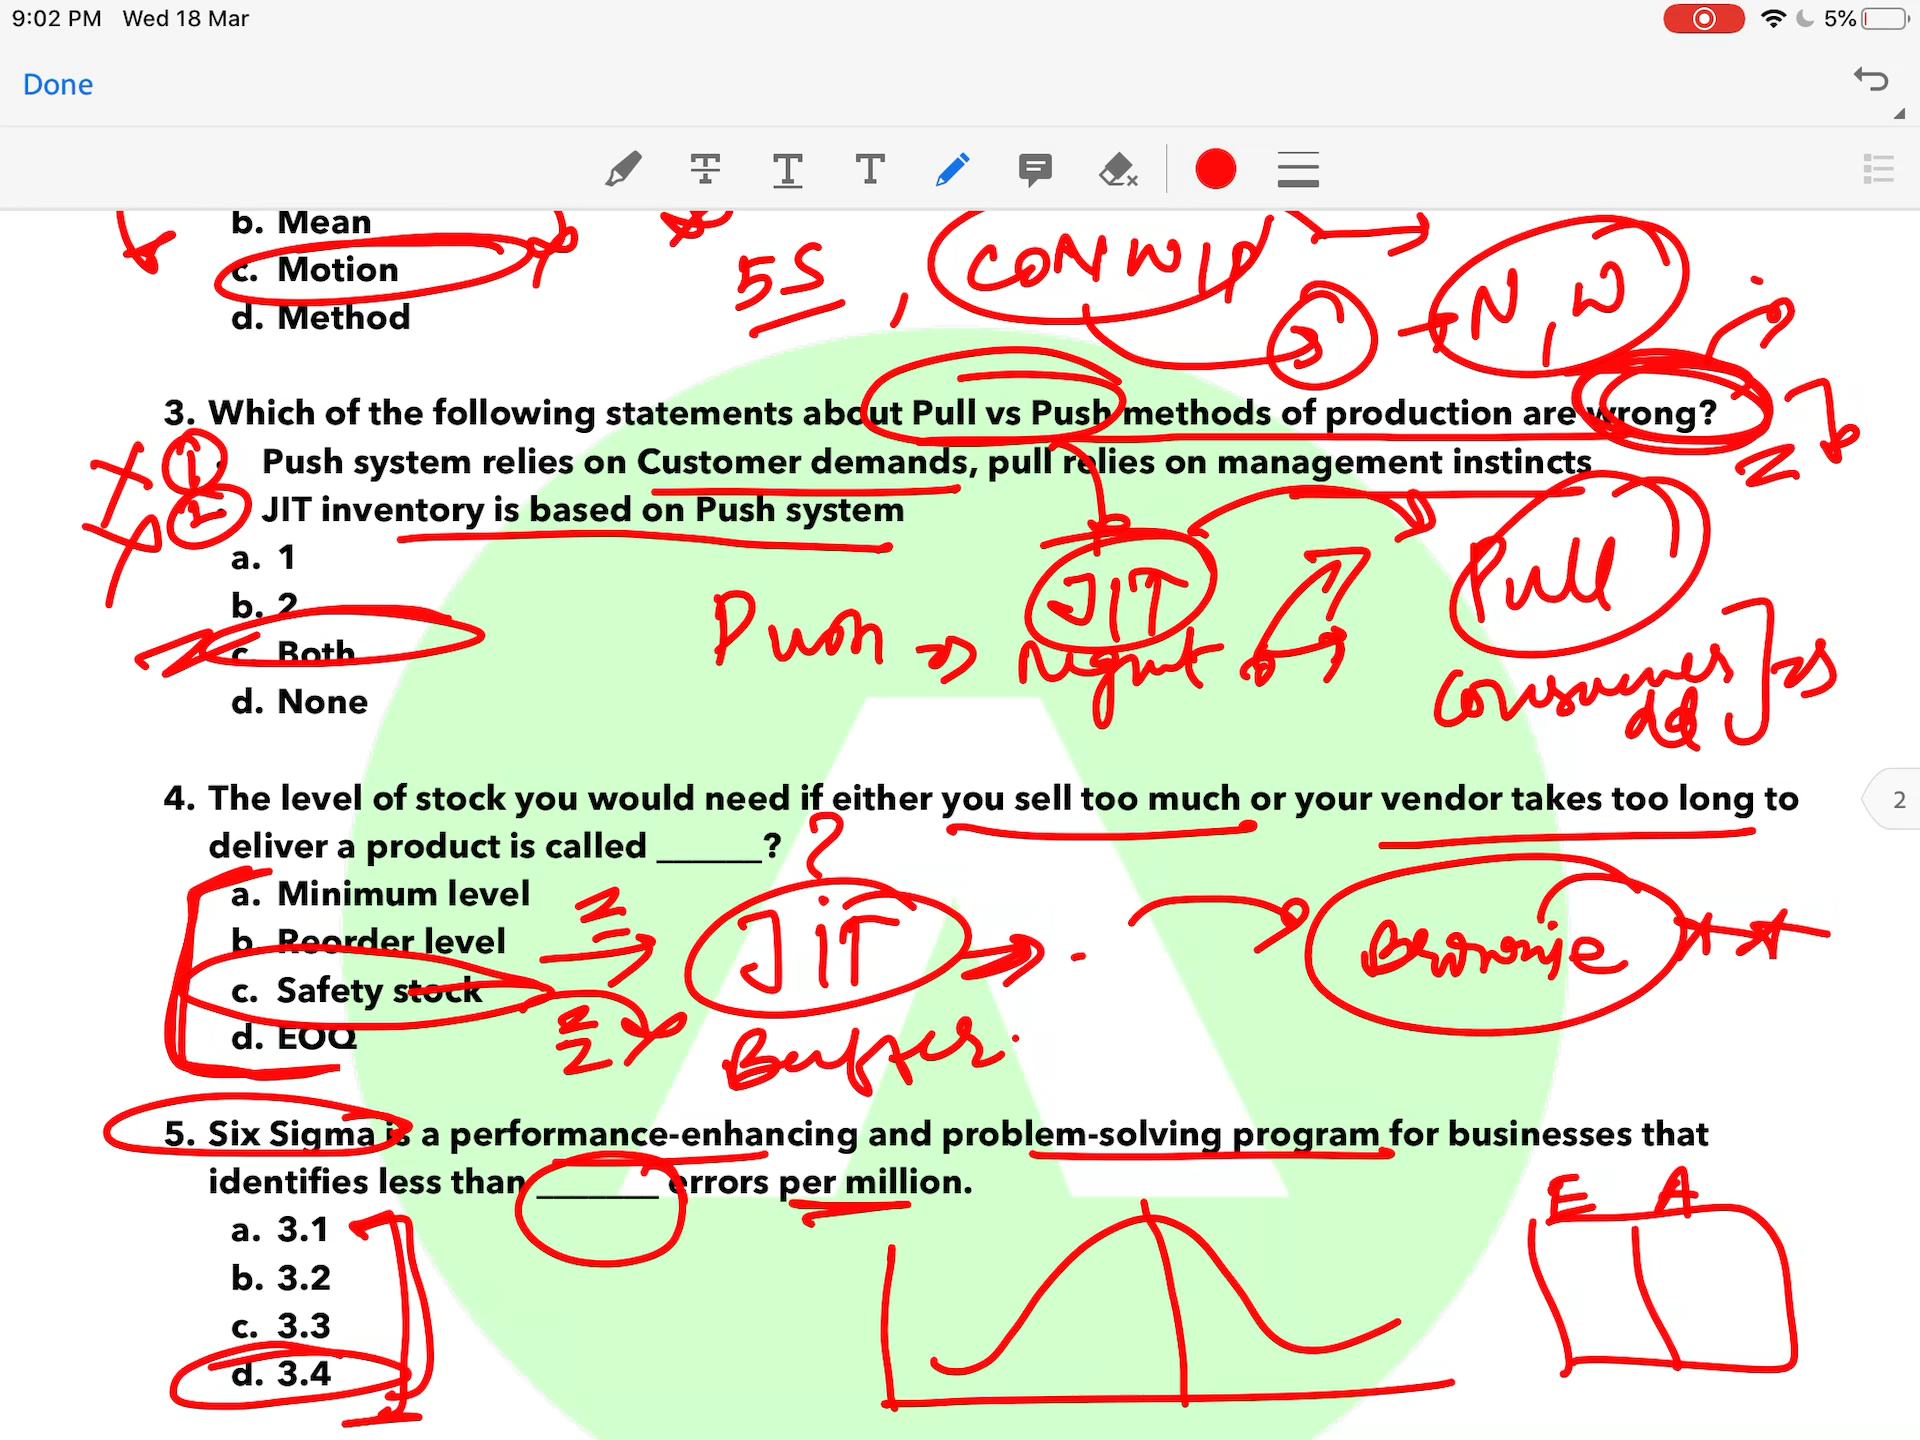 9:02 PM Wed 18 Mar
5%
Done
b. Mean
c. Motion
d. Method
5S, CONWIP
3
N, W
3. Which of the following statements about Pull vs Push methods of production are wrong?
1 Push system relies on Customer demands, pull relies on management instincts
2 JIT inventory is based on Push system
a. 1
b. 2
c. Both
d. None
JIT
Pull
Push
4. The level of stock you would need if either you sell too much or your vendor takes too long to
deliver a product is called ______?
2
a. Minimum level
b. Reorder level
c. Safety stock
d. EOQ
?
JiT
Buffer
5. Six Sigma is a performance-enhancing and problem-solving program for businesses that
identifies less than _______ errors per million.
E A
a. 3.1
b. 3.2
c. 3.3
d. 3.4